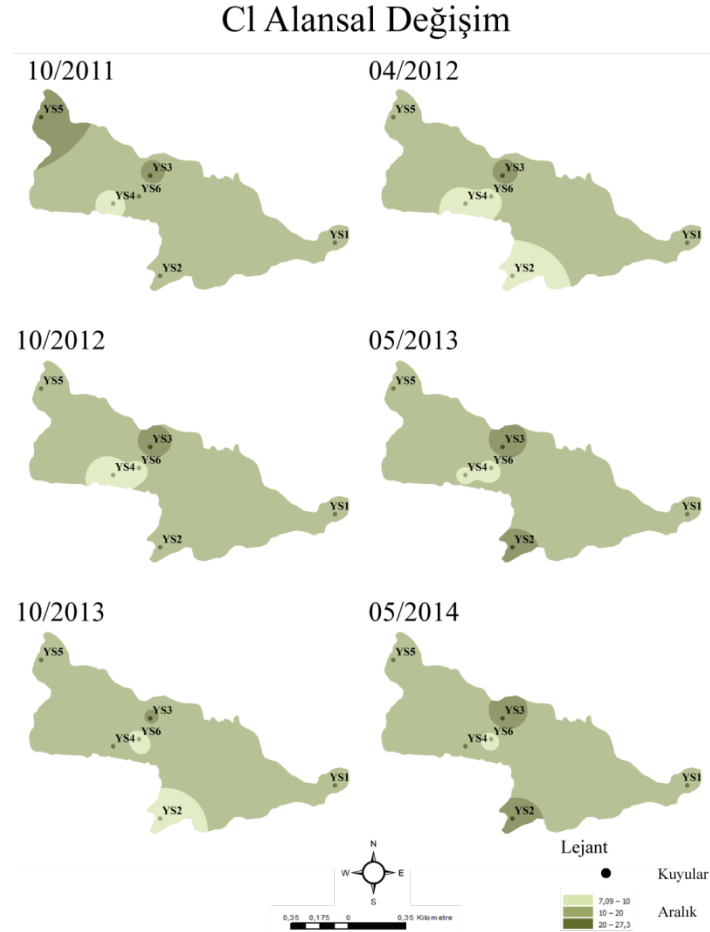 Cl Alansal Değişim
10/2011
04/2012
YS5
YS3
YS6
YS4
YS1
YS2
YS5
YS3
YS6
YS4
YS1
YS2
10/2012
05/2013
YS5
YS3
YS6
YS4
YS1
YS2
YS5
YS3
YS6
YS4
YS1
YS2
10/2013
05/2014
YS5
YS3
YS6
YS4
YS1
YS2
YS5
YS3
YS6
YS4
YS1
YS2
N
W E
S
0,35 0,175 0 0,35 Kilometre
Lejant
Kuyular
7,09 – 10
10 – 20
20 – 27,3
Aralık